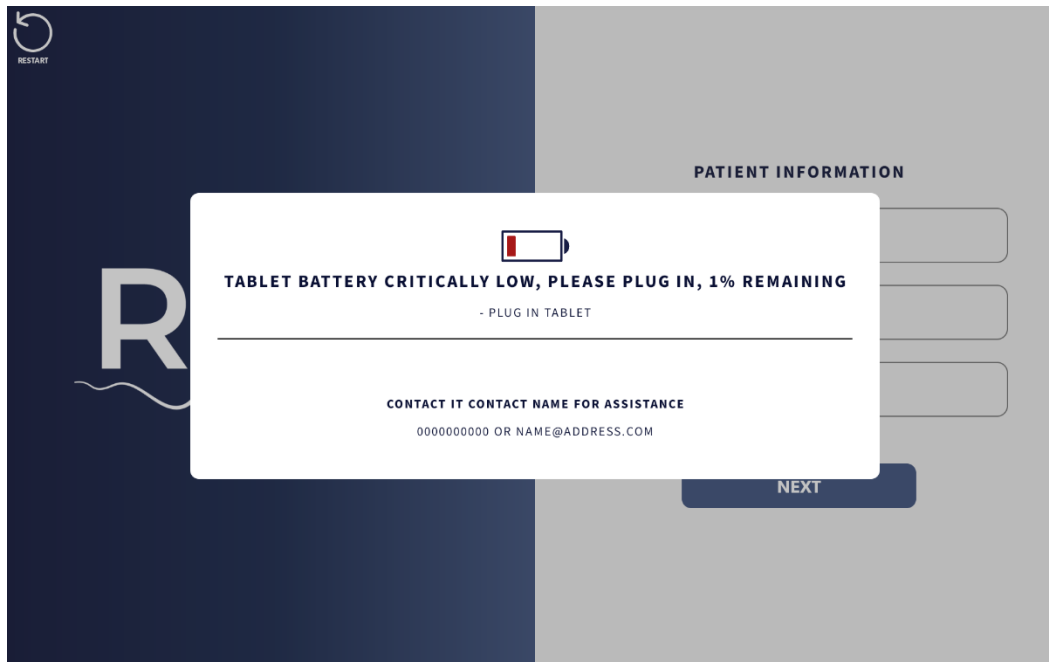 RESTART
R
PATIENT INFORMATION
TABLET BATTERY CRITICALLY LOW, PLEASE PLUG IN, 1% REMAINING
- PLUG IN TABLET
CONTACT IT CONTACT NAME FOR ASSISTANCE
0000000000 OR NAME@ADDRESS.COM
NEXT